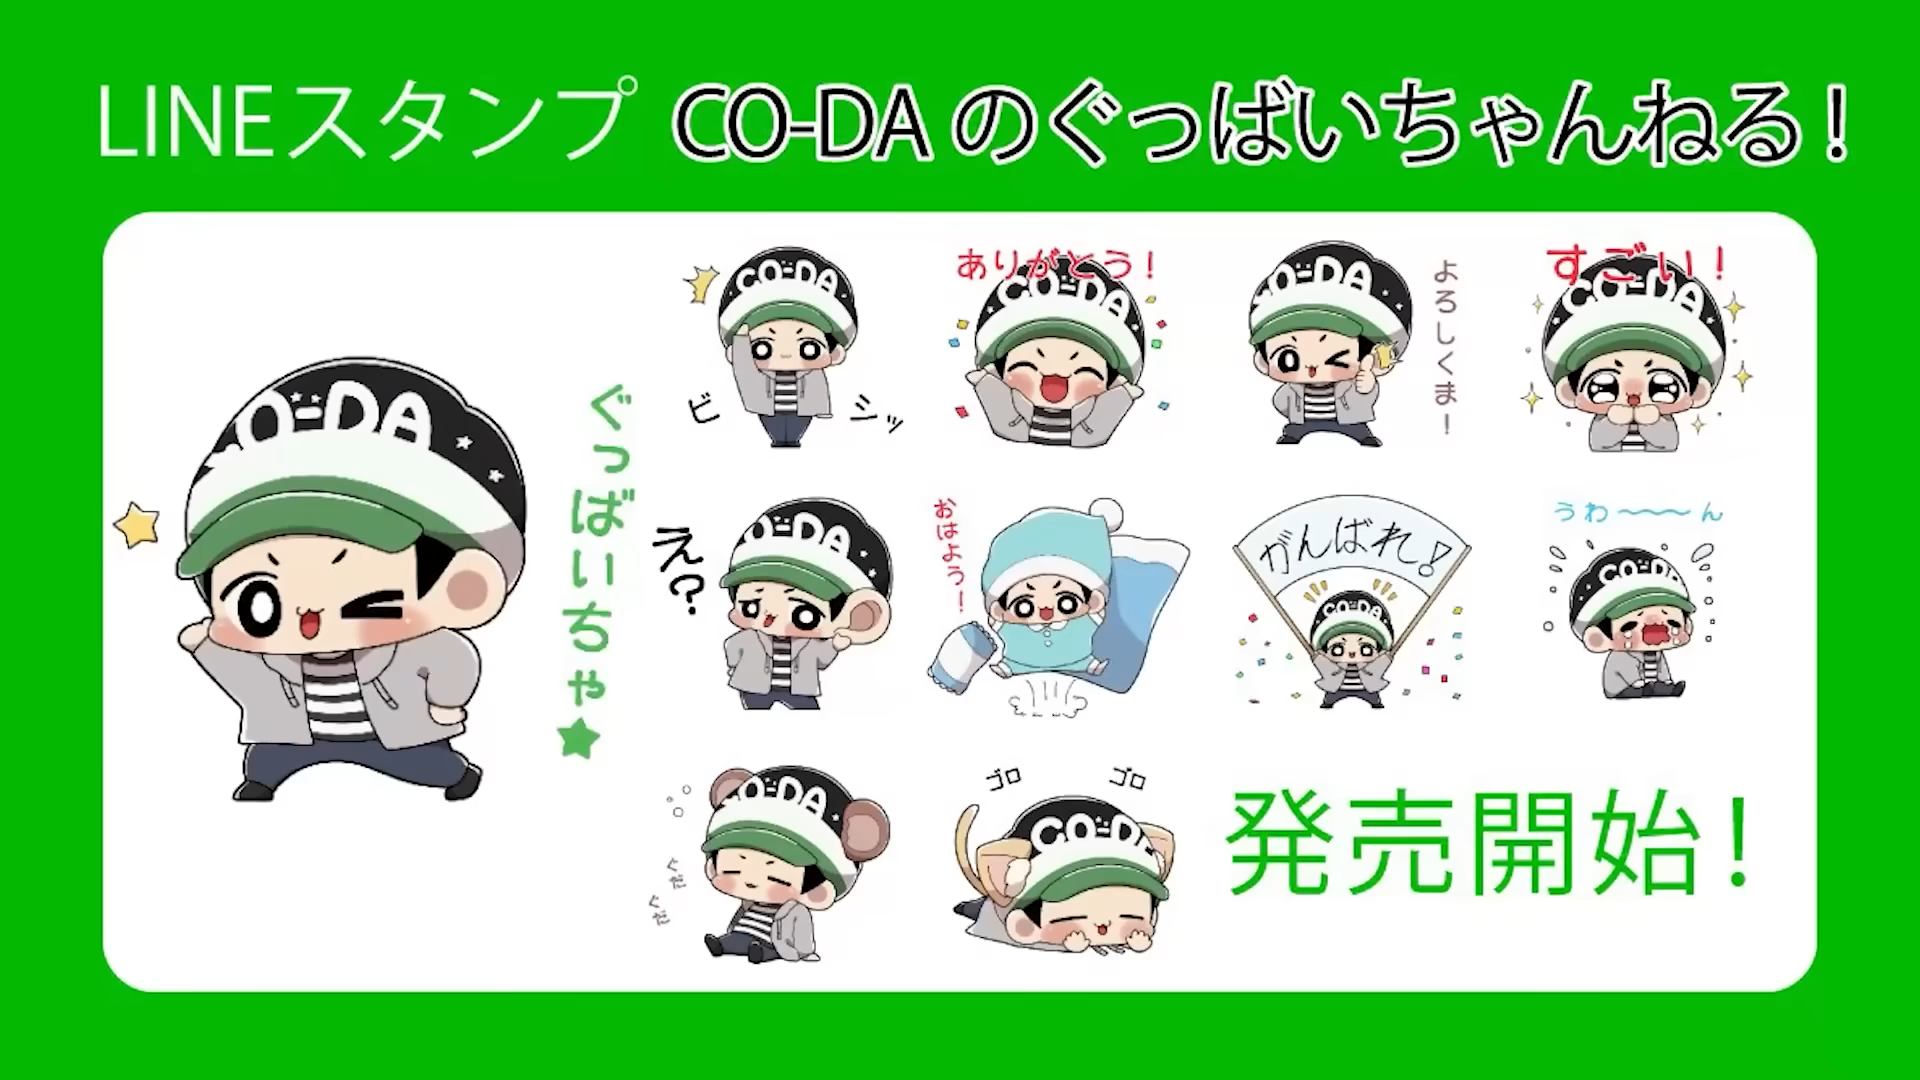 LINEスタンプ CO-DAのぐっばいちゃんねる！
CO-DA
ぐっばいちゃ★
CO-DA
ビシッ
ありがとう！
CO-DA
CO-DA
よろしくま！
すごい！
CO-DA
え？
CO-DA
おはよう！
がんばれ！
CO-DA
うわ〜〜〜ん
CO-DA
CO-DA
ぐだ
ぐだ
ゴロ
ゴロ
CO-DA
発売開始！